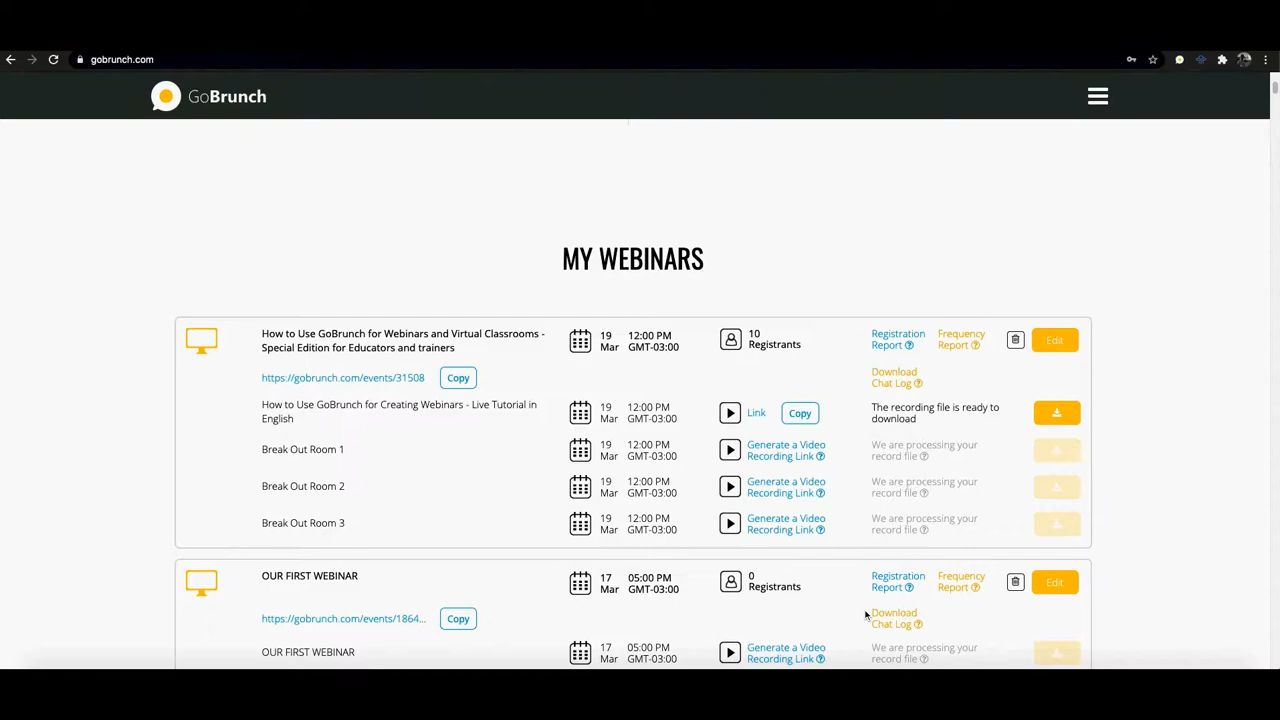 gobrunch.com
GoBrunch
MY WEBINARS
How to Use GoBrunch for Webinars and Virtual Classrooms -
Special Edition for Educators and trainers
19
Mar
12:00 PM
GMT-03:00
10
Registrants
Registration
Report
Frequency
Report
Edit
https://gobrunch.com/events/31508
Copy
Download
Chat Log
How to Use GoBrunch for Creating Webinars - Live Tutorial in
English
19
Mar
12:00 PM
GMT-03:00
Link
Copy
The recording file is ready to
download
Break Out Room 1
19
Mar
12:00 PM
GMT-03:00
Generate a Video
Recording Link
We are processing your
record file
Break Out Room 2
19
Mar
12:00 PM
GMT-03:00
Generate a Video
Recording Link
We are processing your
record file
Break Out Room 3
19
Mar
12:00 PM
GMT-03:00
Generate a Video
Recording Link
We are processing your
record file
OUR FIRST WEBINAR
17
Mar
05:00 PM
GMT-03:00
0
Registrants
Registration
Report
Frequency
Report
Edit
https://gobrunch.com/events/1864...
Copy
Download
Chat Log
OUR FIRST WEBINAR
17
Mar
05:00 PM
GMT-03:00
Generate a Video
Recording Link
We are processing your
record file